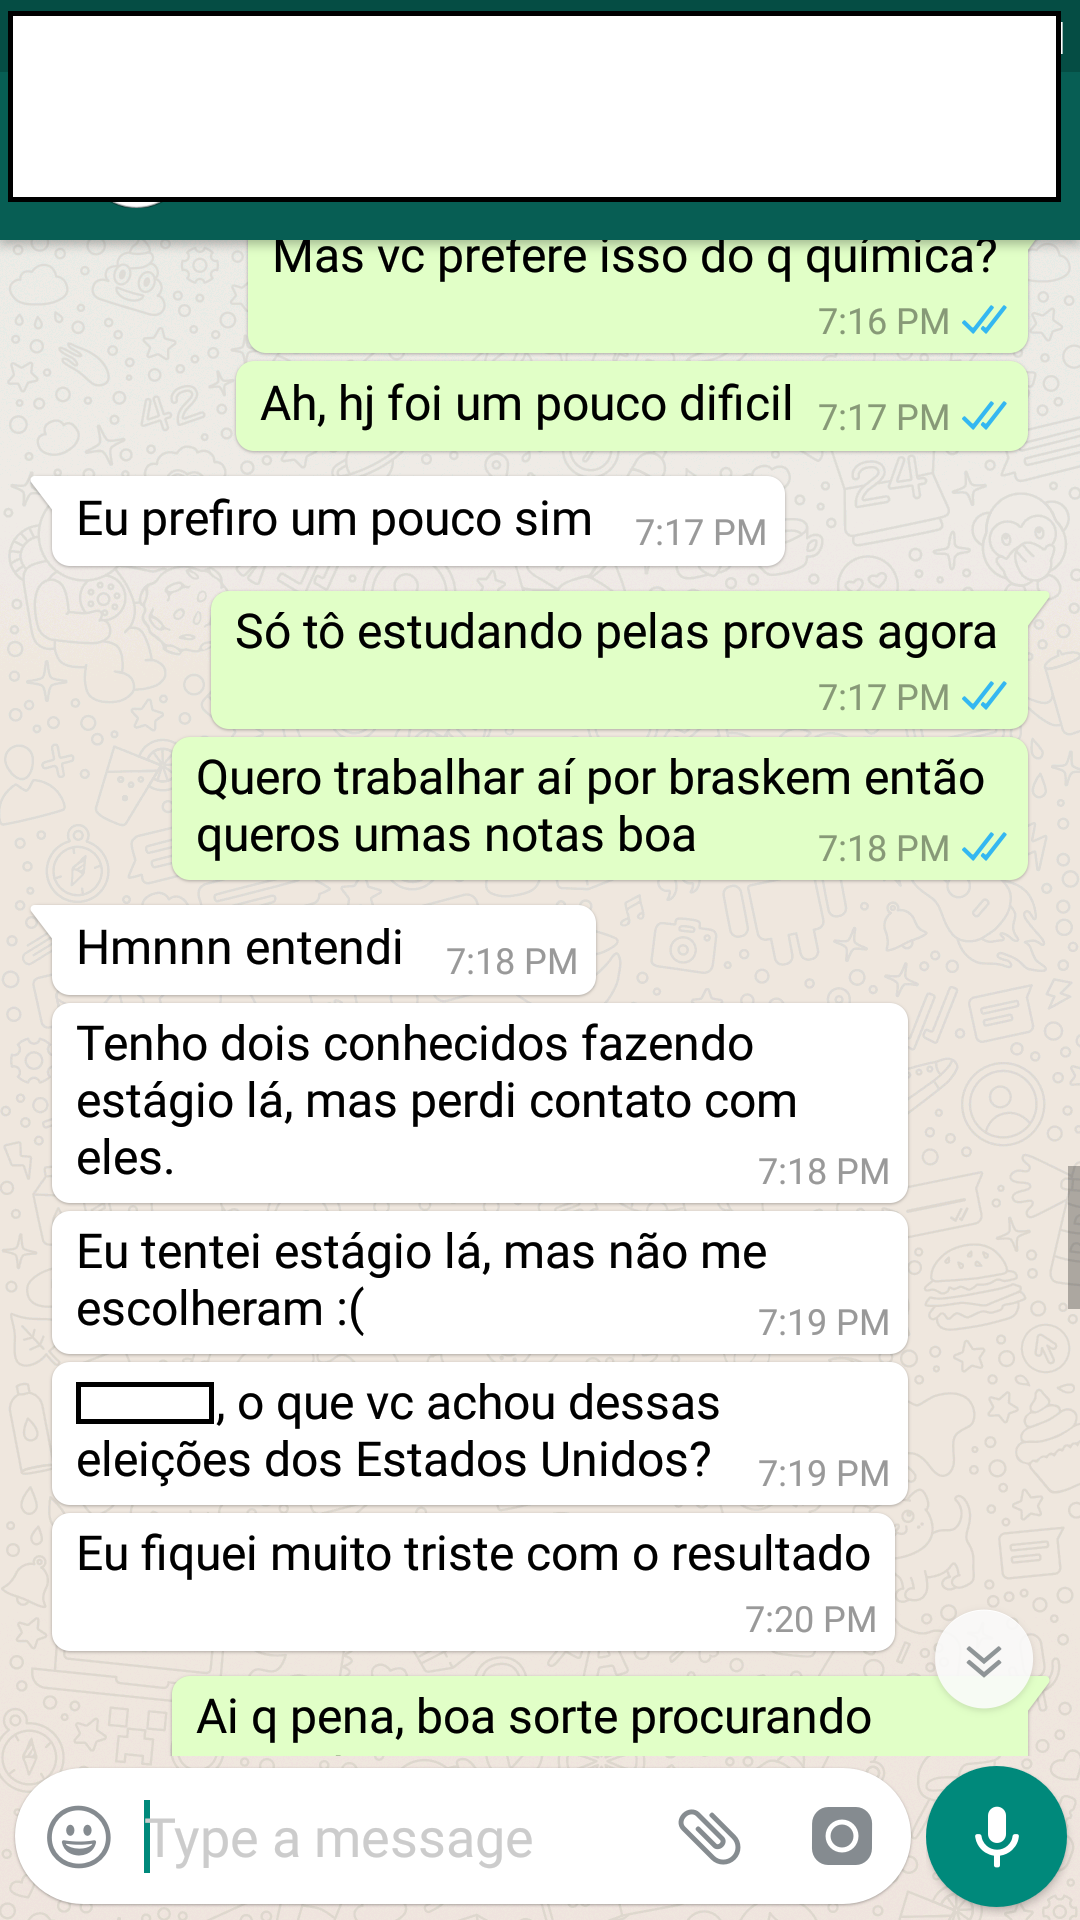 Mas vc prefere isso do q química?
7:16 PM
Ah, hj foi um pouco dificil 7:17 PM
Eu prefiro um pouco sim 7:17 PM
Só tô estudando pelas provas agora
7:17 PM
Quero trabalhar aí por braskem então
queros umas notas boa 7:18 PM
Hmnnn entendi 7:18 PM
Tenho dois conhecidos fazendo
estágio lá, mas perdi contato com
eles. 7:18 PM
Eu tentei estágio lá, mas não me
escolheram :( 7:19 PM
, o que vc achou dessas
eleições dos Estados Unidos? 7:19 PM
Eu fiquei muito triste com o resultado
7:20 PM
Ai q pena, boa sorte procurando
Type a message